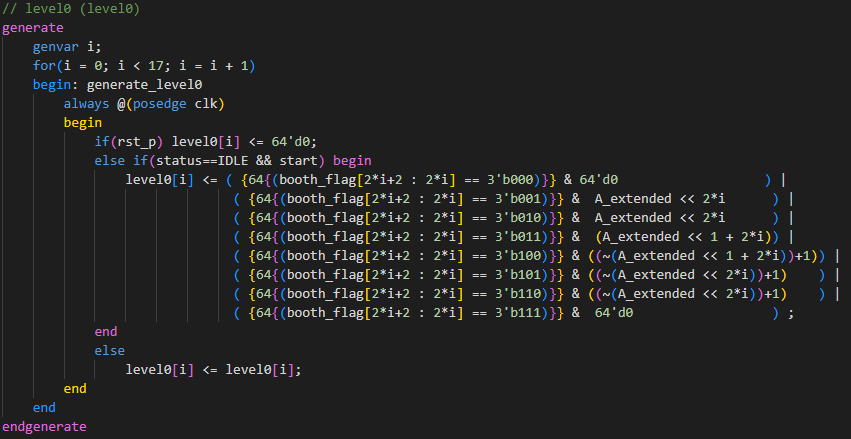 // level0 (level0)
generate
    genvar i;
    for(i = 0; i < 17; i = i + 1)
    begin: generate_level0
        always @(posedge clk)
        begin
            if(rst_p) level0[i] <= 64'd0;
            else if(status==IDLE && start) begin
                level0[i] <= ( {64{(booth_flag[2*i+2 : 2*i] == 3'b000)}} & 64'd0                  ) |
                             ( {64{(booth_flag[2*i+2 : 2*i] == 3'b001)}} &  A_extended << 2*i      ) |
                             ( {64{(booth_flag[2*i+2 : 2*i] == 3'b010)}} &  A_extended << 2*i      ) |
                             ( {64{(booth_flag[2*i+2 : 2*i] == 3'b011)}} &  (A_extended << 1 + 2*i)) |
                             ( {64{(booth_flag[2*i+2 : 2*i] == 3'b100)}} & ((~(A_extended << 1 + 2*i))+1)) |
                             ( {64{(booth_flag[2*i+2 : 2*i] == 3'b101)}} & ((~(A_extended << 2*i))+1)    ) |
                             ( {64{(booth_flag[2*i+2 : 2*i] == 3'b110)}} & ((~(A_extended << 2*i))+1)    ) |
                             ( {64{(booth_flag[2*i+2 : 2*i] == 3'b111)}} &  64'd0                  ) ;
            end
            else
                level0[i] <= level0[i];
        end
    end
endgenerate